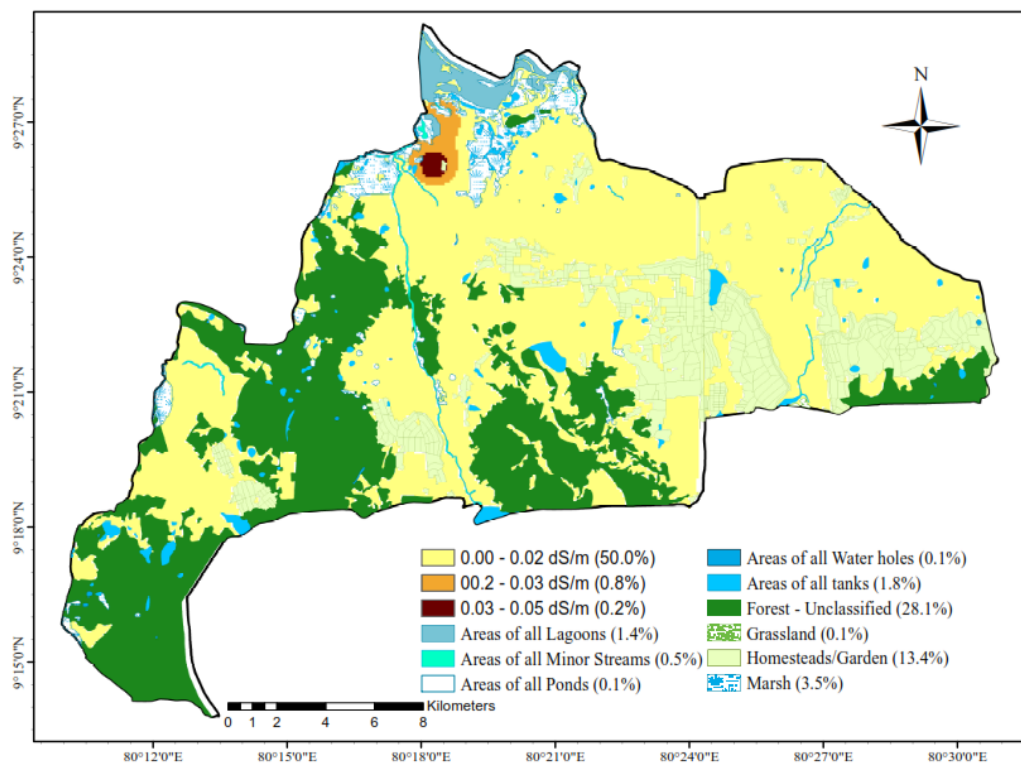 N
9°27'0"N
9°24'0"N
9°21'0"N
9°18'0"N
9°15'0"N
0.00 - 0.02 dS/m (50.0%)
00.2 - 0.03 dS/m (0.8%)
0.03 - 0.05 dS/m (0.2%)
Areas of all Lagoons (1.4%)
Areas of all Minor Streams (0.5%)
Areas of all Ponds (0.1%)
Areas of all Water holes (0.1%)
Areas of all tanks (1.8%)
Forest - Unclassified (28.1%)
Grassland (0.1%)
Homesteads/Garden (13.4%)
Marsh (3.5%)
Kilometers
0 1 2 4 6 8
80°12'0"E 80°15'0"E 80°18'0"E 80°21'0"E 80°24'0"E 80°27'0"E 80°30'0"E